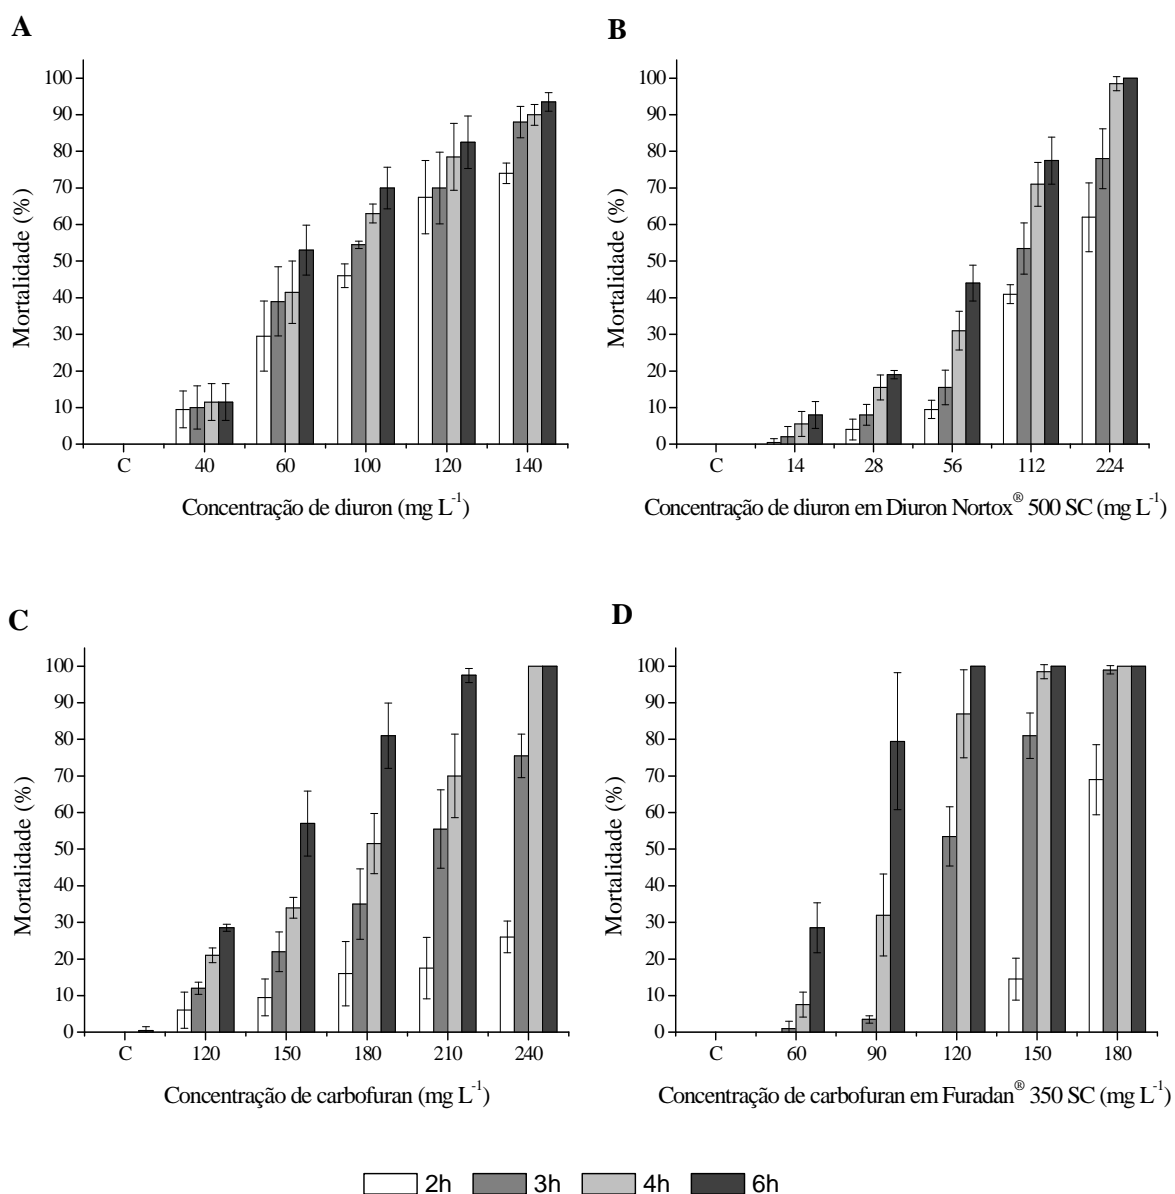 A
Mortalidade (%)
100
90
80
70
60
50
40
30
20
10
0
C 40 60 100 120 140
Concentração de diuron (mg L⁻¹)
B
Mortalidade (%)
100
90
80
70
60
50
40
30
20
10
0
C 14 28 56 112 224
Concentração de diuron em Diuron Nortox® 500 SC (mg L⁻¹)
C
Mortalidade (%)
100
90
80
70
60
50
40
30
20
10
0
C 120 150 180 210 240
Concentração de carbofuran (mg L⁻¹)
D
Mortalidade (%)
100
90
80
70
60
50
40
30
20
10
0
C 60 90 120 150 180
Concentração de carbofuran em Furadan® 350 SC (mg L⁻¹)
2h 3h 4h 6h